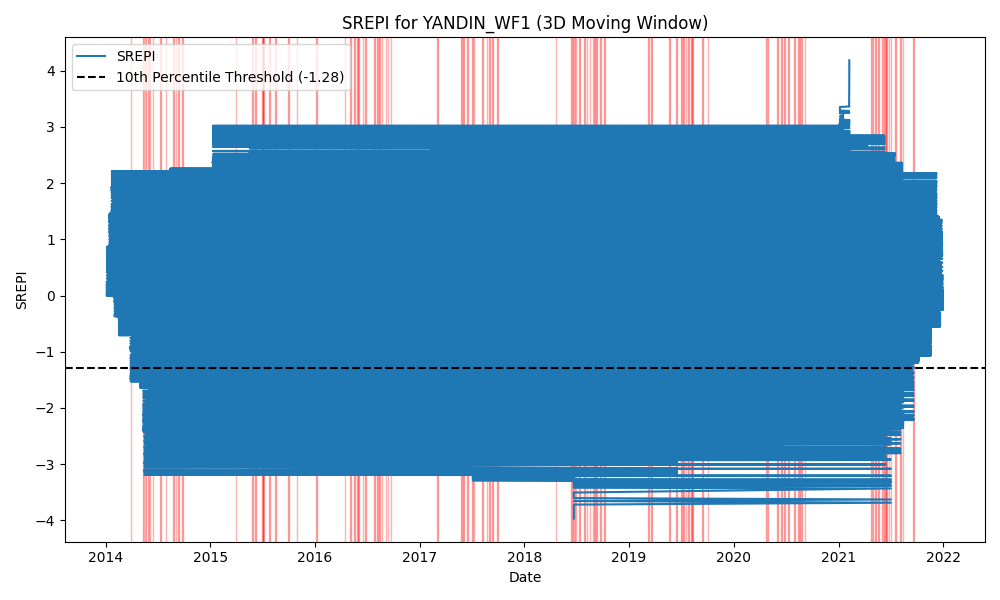 SREPI for YANDIN_WF1 (3D Moving Window)
SREPI
10th Percentile Threshold (-1.28)
SREPI
4
3
2
1
0
−1
−2
−3
−4
2014 2015 2016 2017 2018 2019 2020 2021 2022
Date